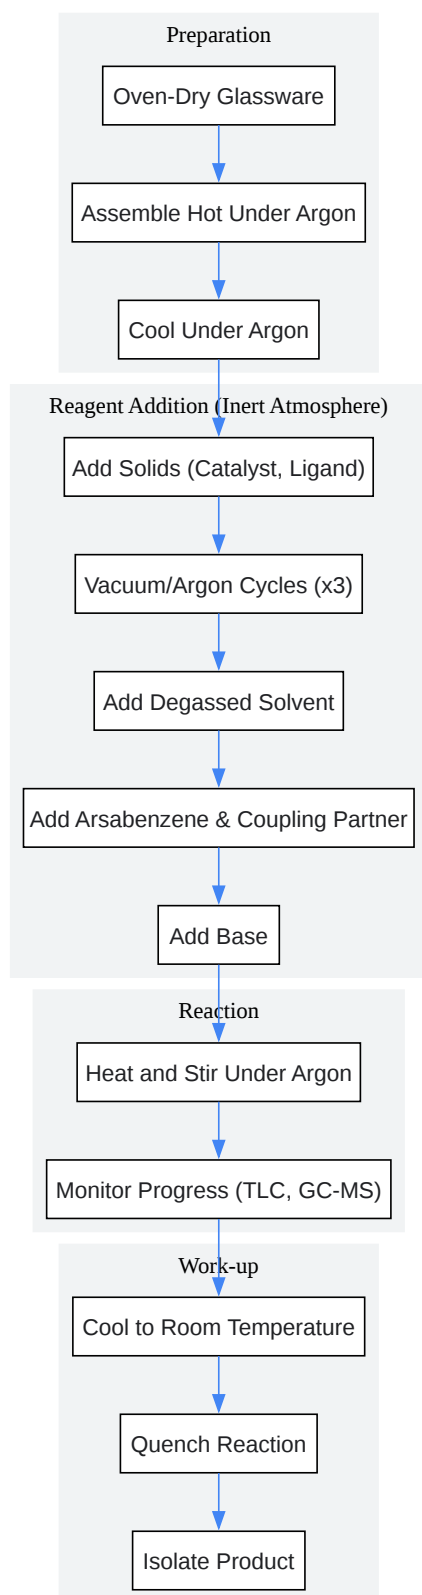 Preparation
Oven-Dry Glassware
Assemble Hot Under Argon
Cool Under Argon
Reagent Addition (Inert Atmosphere)
Add Solids (Catalyst, Ligand)
Vacuum/Argon Cycles (x3)
Add Degassed Solvent
Add Arsabenzene & Coupling Partner
Add Base
Reaction
Heat and Stir Under Argon
Monitor Progress (TLC, GC-MS)
Work-up
Cool to Room Temperature
Quench Reaction
Isolate Product